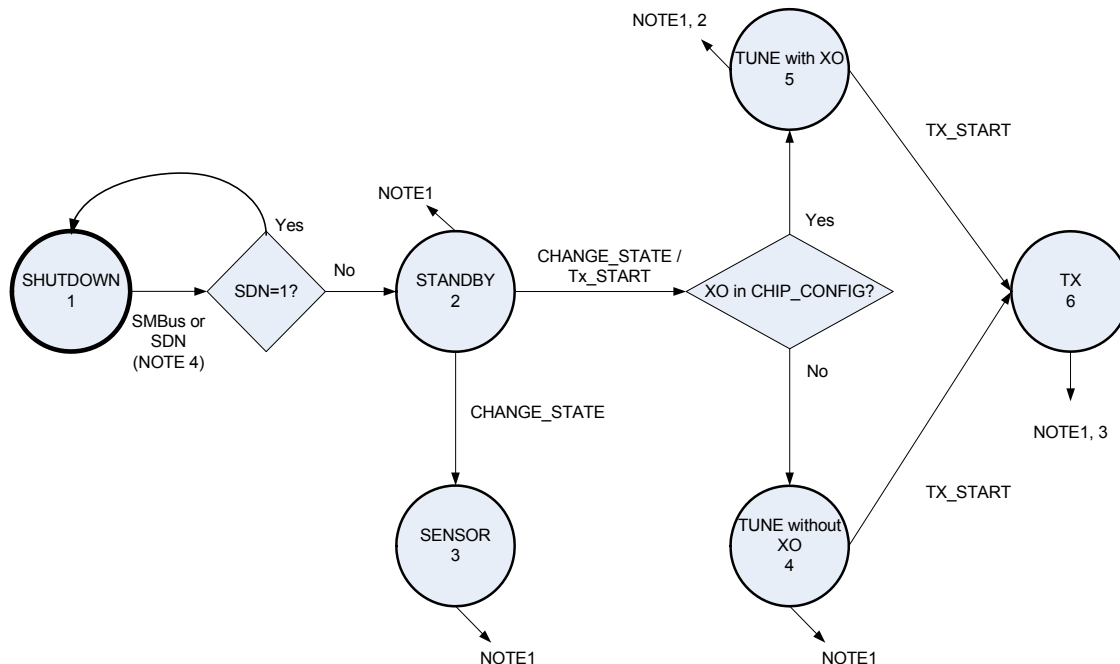 NOTE1, 2
TUNE with XO
5
TX_START
NOTE1
Yes
Yes
SHUTDOWN
1
SDN=1?
No
STANDBY
2
CHANGE_STATE /
Tx_START
XO in CHIP_CONFIG?
TX
6
SMBus or
SDN
(NOTE 4)
No
CHANGE_STATE
NOTE1, 3
TX_START
SENSOR
3
TUNE without
XO
4
NOTE1
NOTE1